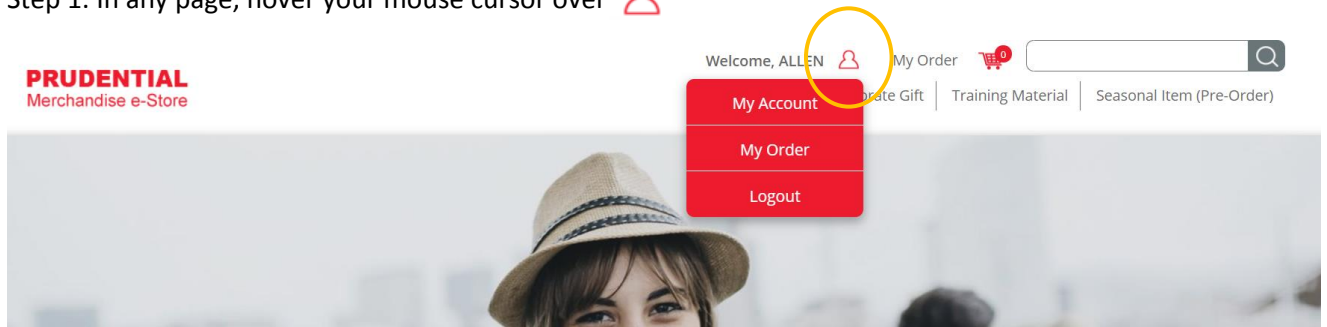 Step 1: In any page, hover your mouse cursor over
Welcome, ALLEN My Order 0
PRUDENTIAL
Merchandise e-Store
Gift Training Material Seasonal Item (Pre-Order)
My Account
My Order
Logout